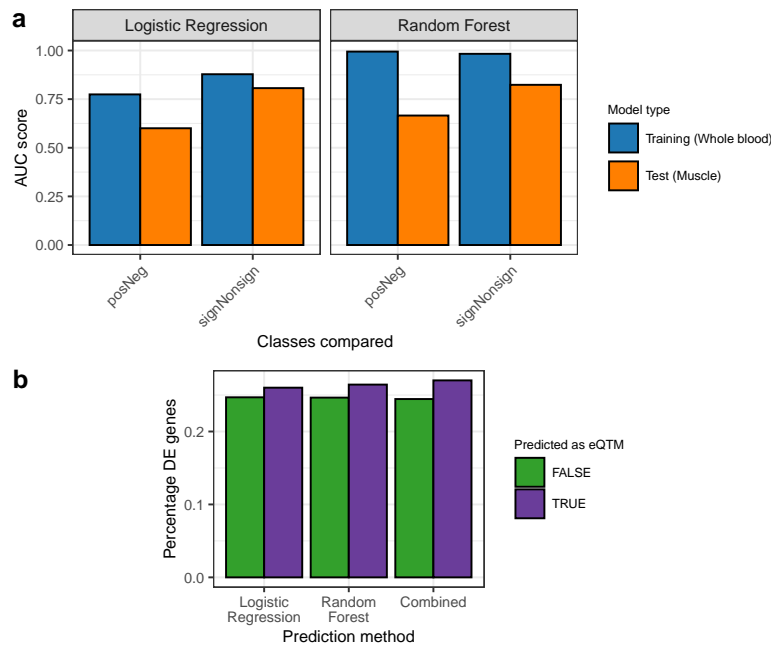 a
Logistic Regression
Random Forest
1.00
0.75
0.50
0.25
0.00
AUC score
posNeg
signNonsign
posNeg
signNonsign
Classes compared
Model type
Training (Whole blood)
Test (Muscle)
b
0.2
0.1
0.0
Percentage DE genes
Logistic
Regression
Random
Forest
Combined
Prediction method
Predicted as eQTM
FALSE
TRUE